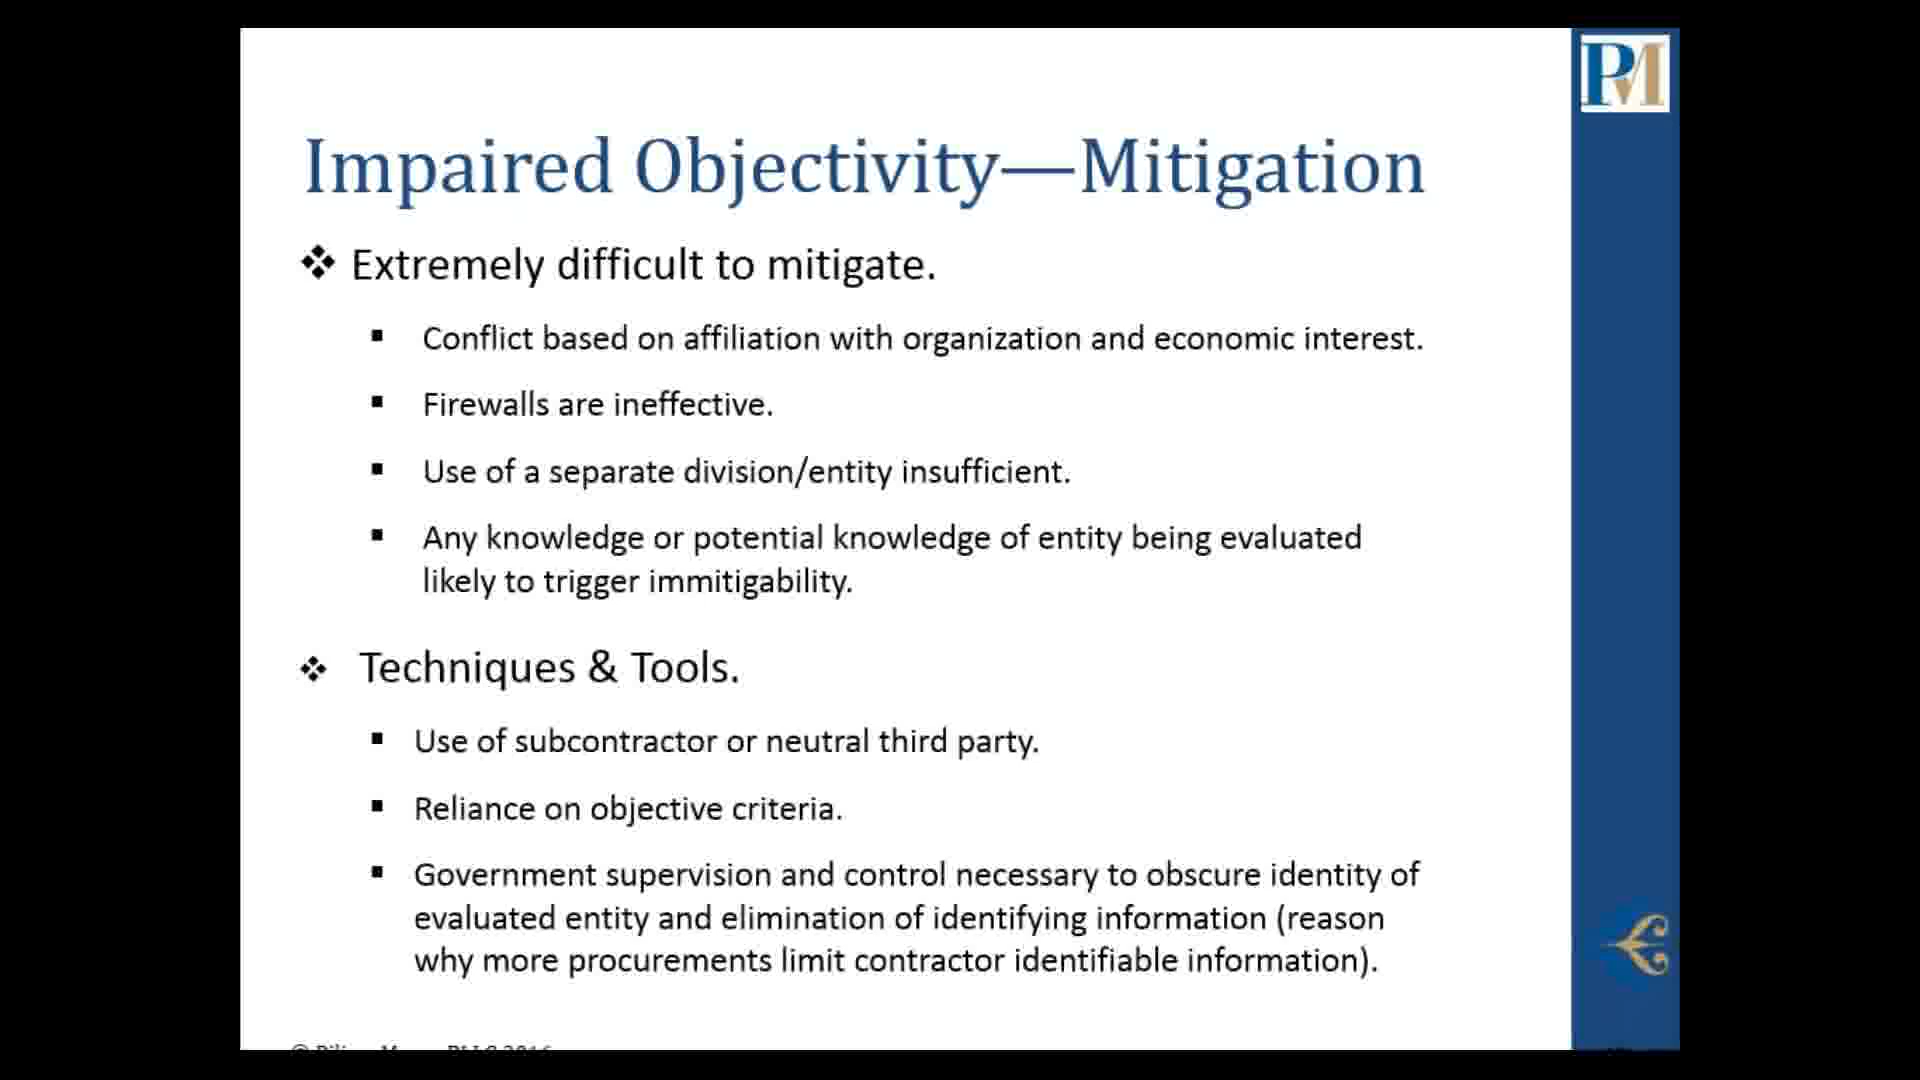 PM
Impaired Objectivity—Mitigation
❖ Extremely difficult to mitigate.
▪ Conflict based on affiliation with organization and economic interest.
▪ Firewalls are ineffective.
▪ Use of a separate division/entity insufficient.
▪ Any knowledge or potential knowledge of entity being evaluated
likely to trigger immitigability.
❖ Techniques & Tools.
▪ Use of subcontractor or neutral third party.
▪ Reliance on objective criteria.
▪ Government supervision and control necessary to obscure identity of
evaluated entity and elimination of identifying information (reason
why more procurements limit contractor identifiable information).